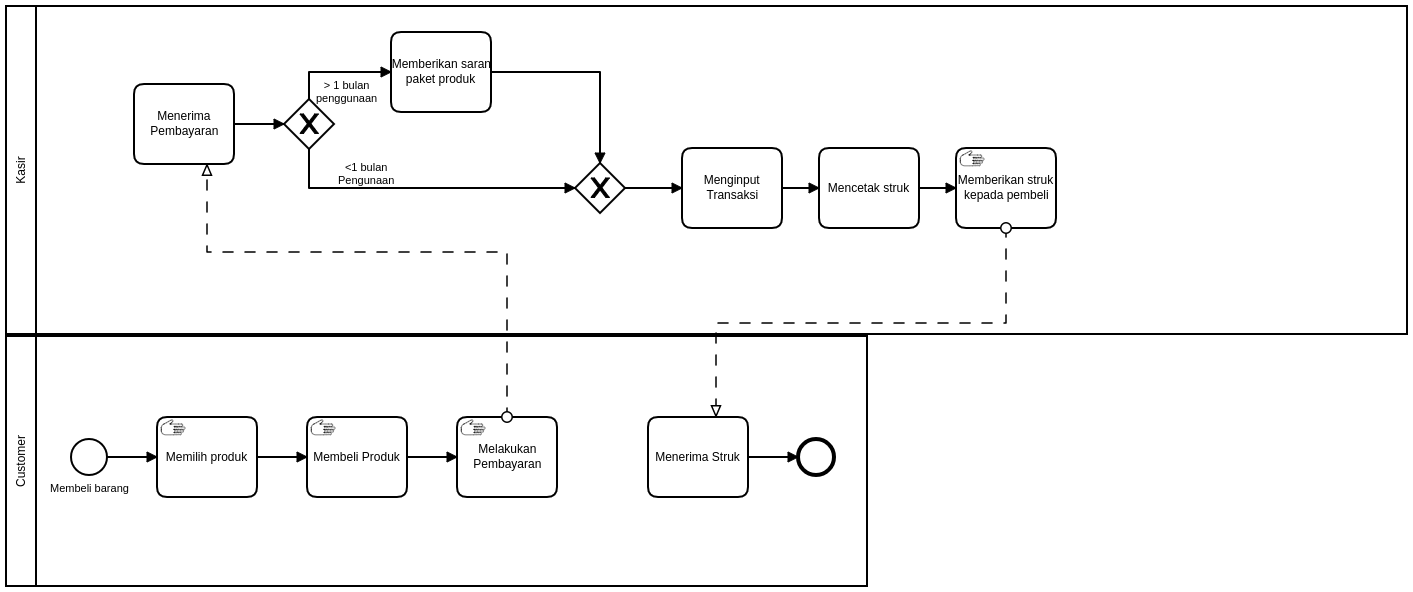 Kasir
Memberikan saran
paket produk
> 1 bulan
penggunaan
Menerima
Pembayaran
<1 bulan
Pengunaan
Menginput
Transaksi
Mencetak struk
Memberikan struk
kepada pembeli
Customer
Membeli barang
Memilih produk
Membeli Produk
Melakukan
Pembayaran
Menerima Struk